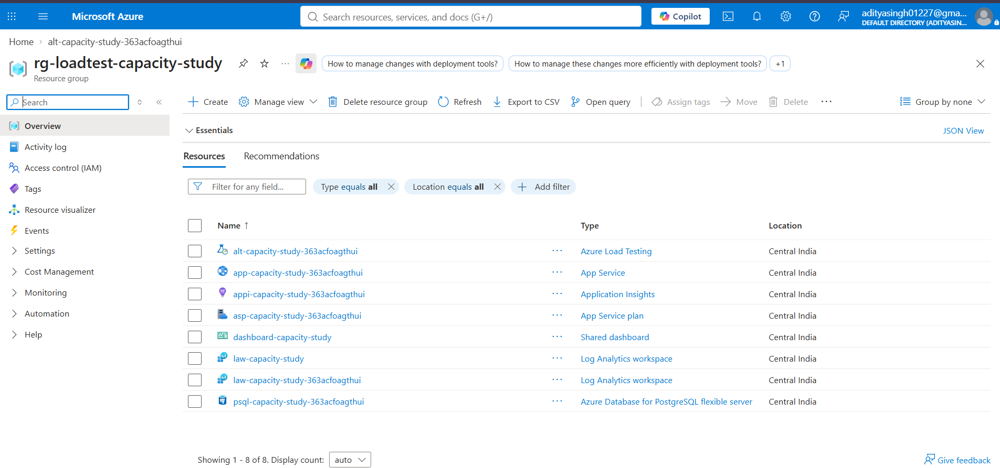 Microsoft Azure
Search resources, services, and docs (G+/)
Copilot
adityasingh01227@gma...
DEFAULT DIRECTORY (ADITYASIN...
Home > alt-capacity-study-363acfoagthui
rg-loadtest-capacity-study
Resource group
How to manage changes with deployment tools?
How to manage these changes more efficiently with deployment tools?
+1
Search
Overview
Activity log
Access control (IAM)
Tags
Resource visualizer
Events
Settings
Cost Management
Monitoring
Automation
Help
Create Manage view Delete resource group Refresh Export to CSV Open query Assign tags Move Delete ... Group by none
Essentials
JSON View
Resources Recommendations
Filter for any field... Type equals all Location equals all Add filter
Name ↑ Type Location
alt-capacity-study-363acfoagthui ... Azure Load Testing Central India
app-capacity-study-363acfoagthui ... App Service Central India
appi-capacity-study-363acfoagthui ... Application Insights Central India
asp-capacity-study-363acfoagthui ... App Service plan Central India
dashboard-capacity-study ... Shared dashboard Central India
law-capacity-study ... Log Analytics workspace Central India
law-capacity-study-363acfoagthui ... Log Analytics workspace Central India
psql-capacity-study-363acfoagthui ... Azure Database for PostgreSQL flexible server Central India
Showing 1 - 8 of 8. Display count: auto
Give feedback